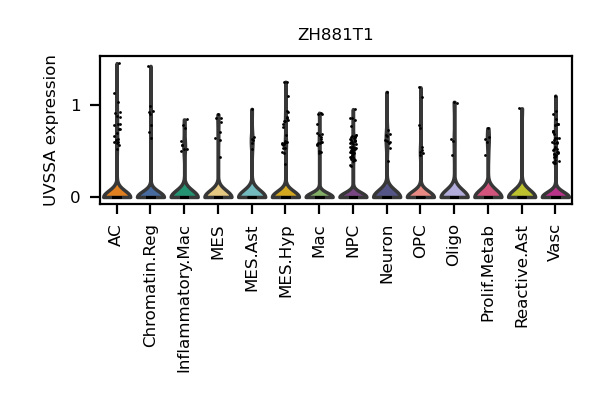 ZH881T1
UVSSA expression
1
0
AC
Chromatin.Reg
Inflammatory.Mac
MES
MES.Ast
MES.Hyp
Mac
NPC
Neuron
OPC
Oligo
Prolif.Metab
Reactive.Ast
Vasc